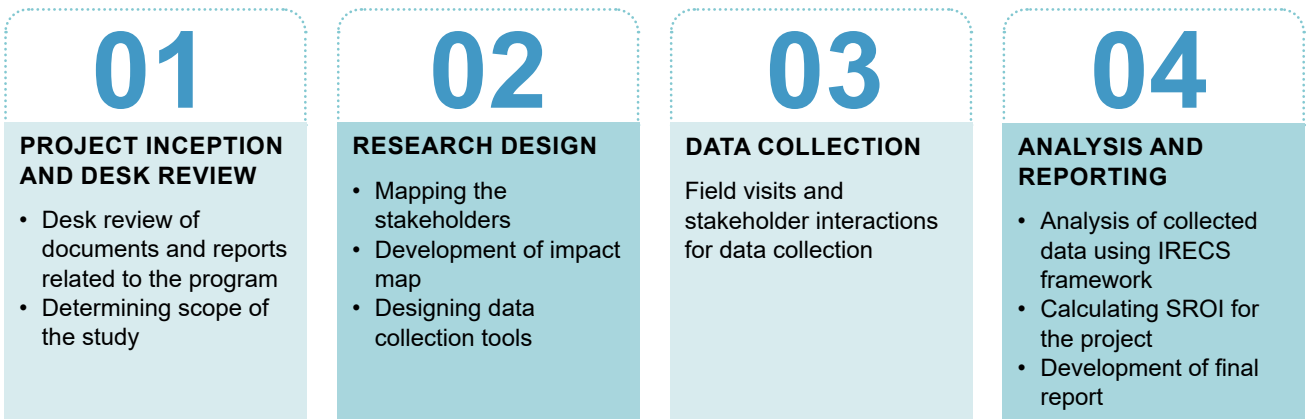 01
PROJECT INCEPTION
AND DESK REVIEW
• Desk review of
documents and reports
related to the program
• Determining scope of
the study
02
RESEARCH DESIGN
• Mapping the
stakeholders
• Development of impact
map
• Designing data
collection tools
03
DATA COLLECTION
Field visits and
stakeholder interactions
for data collection
04
ANALYSIS AND
REPORTING
• Analysis of collected
data using IRECS
framework
• Calculating SROI for
the project
• Development of final
report